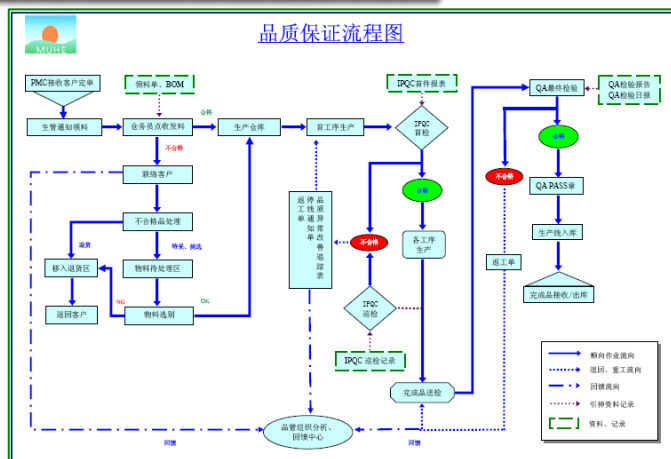 品质保证流程图
MUHE
PMC接收客户定单
领料单、BOM
IPQC首件报表
QA最终检验
QA检验报告
QA检验日报
生管通知领料
仓务员点收发料
合格
生产仓库
首工序生产
IPQC
首检
不合格
合格
联络客户
不合格
合格
QA PASS章
不合格品处理
品质异常改善追踪表
停线通知单
返工单
不合格
各工序
生产
生产线入库
退货
特采、挑选
移入退货区
物料待处理区
返工单
NG
OK
IPQC
巡检
完成品接收/出库
退回客户
物料选别
IPQC 巡检记录
顺向作业流向
退回、重工流向
回馈流向
引伸资料记录
资料、记录
完成品送检
品管组织分析、
回馈中心
回馈
回馈